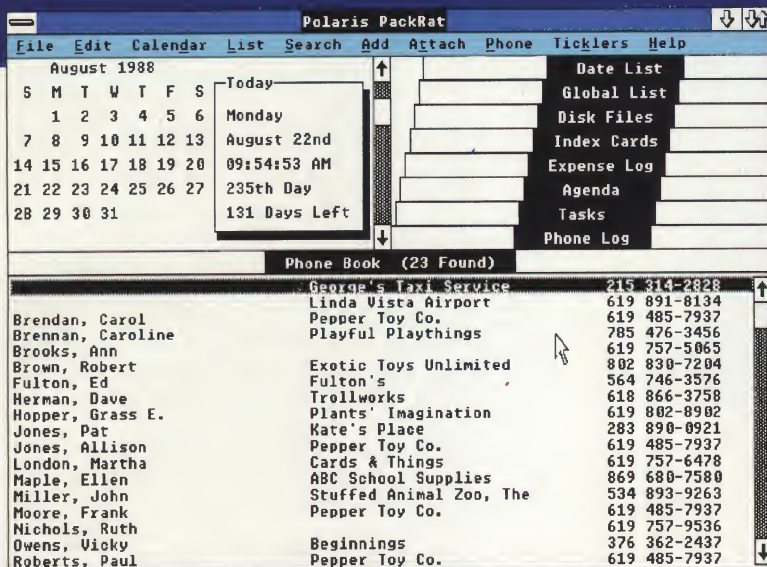 Polaris PackRat
File Edit Calendar List Search Add Attach Phone Ticklers Help
August 1988
S M T W T F S
1 2 3 4 5 6
7 8 9 10 11 12 13
14 15 16 17 18 19 20
21 22 23 24 25 26 27
28 29 30 31
Today
Monday
August 22nd
09:54:53 AM
235th Day
131 Days Left
Date List
Global List
Disk Files
Index Cards
Expense Log
Agenda
Tasks
Phone Log
Phone Book (23 Found)
George's Taxi Service 215 314-2828
Linda Vista Airport 619 891-8134
Brendan, Carol Pepper Toy Co. 619 485-7937
Brennan, Caroline Playful Playthings 785 476-3456
Brooks, Ann 619 757-5065
Brown, Robert Exotic Toys Unlimited 802 830-7204
Fulton, Ed Fulton's 564 746-3576
Herman, Dave Trollworks 618 866-3758
Hopper, Grass E. Plants' Imagination 619 802-8902
Jones, Pat Kate's Place 283 890-0921
Jones, Allison Pepper Toy Co. 619 485-7937
London, Martha Cards & Things 619 757-6478
Maple, Ellen ABC School Supplies 869 680-7580
Miller, John Stuffed Animal Zoo, The 534 893-9263
Moore, Frank Pepper Toy Co. 619 485-7937
Nichols, Ruth 619 757-9536
Owens, Vicky Beginnings 376 362-2437
Roberts, Paul Pepper Toy Co. 619 485-7937